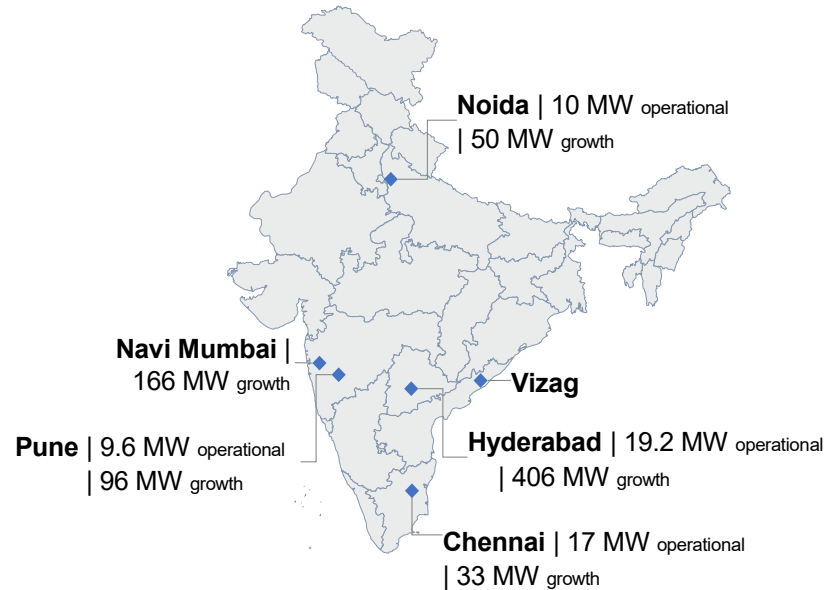 Noida | 10 MW operational
| 50 MW growth
Navi Mumbai |
166 MW growth
Vizag
Pune | 9.6 MW operational
| 96 MW growth
Hyderabad | 19.2 MW operational
| 406 MW growth
Chennai | 17 MW operational
| 33 MW growth